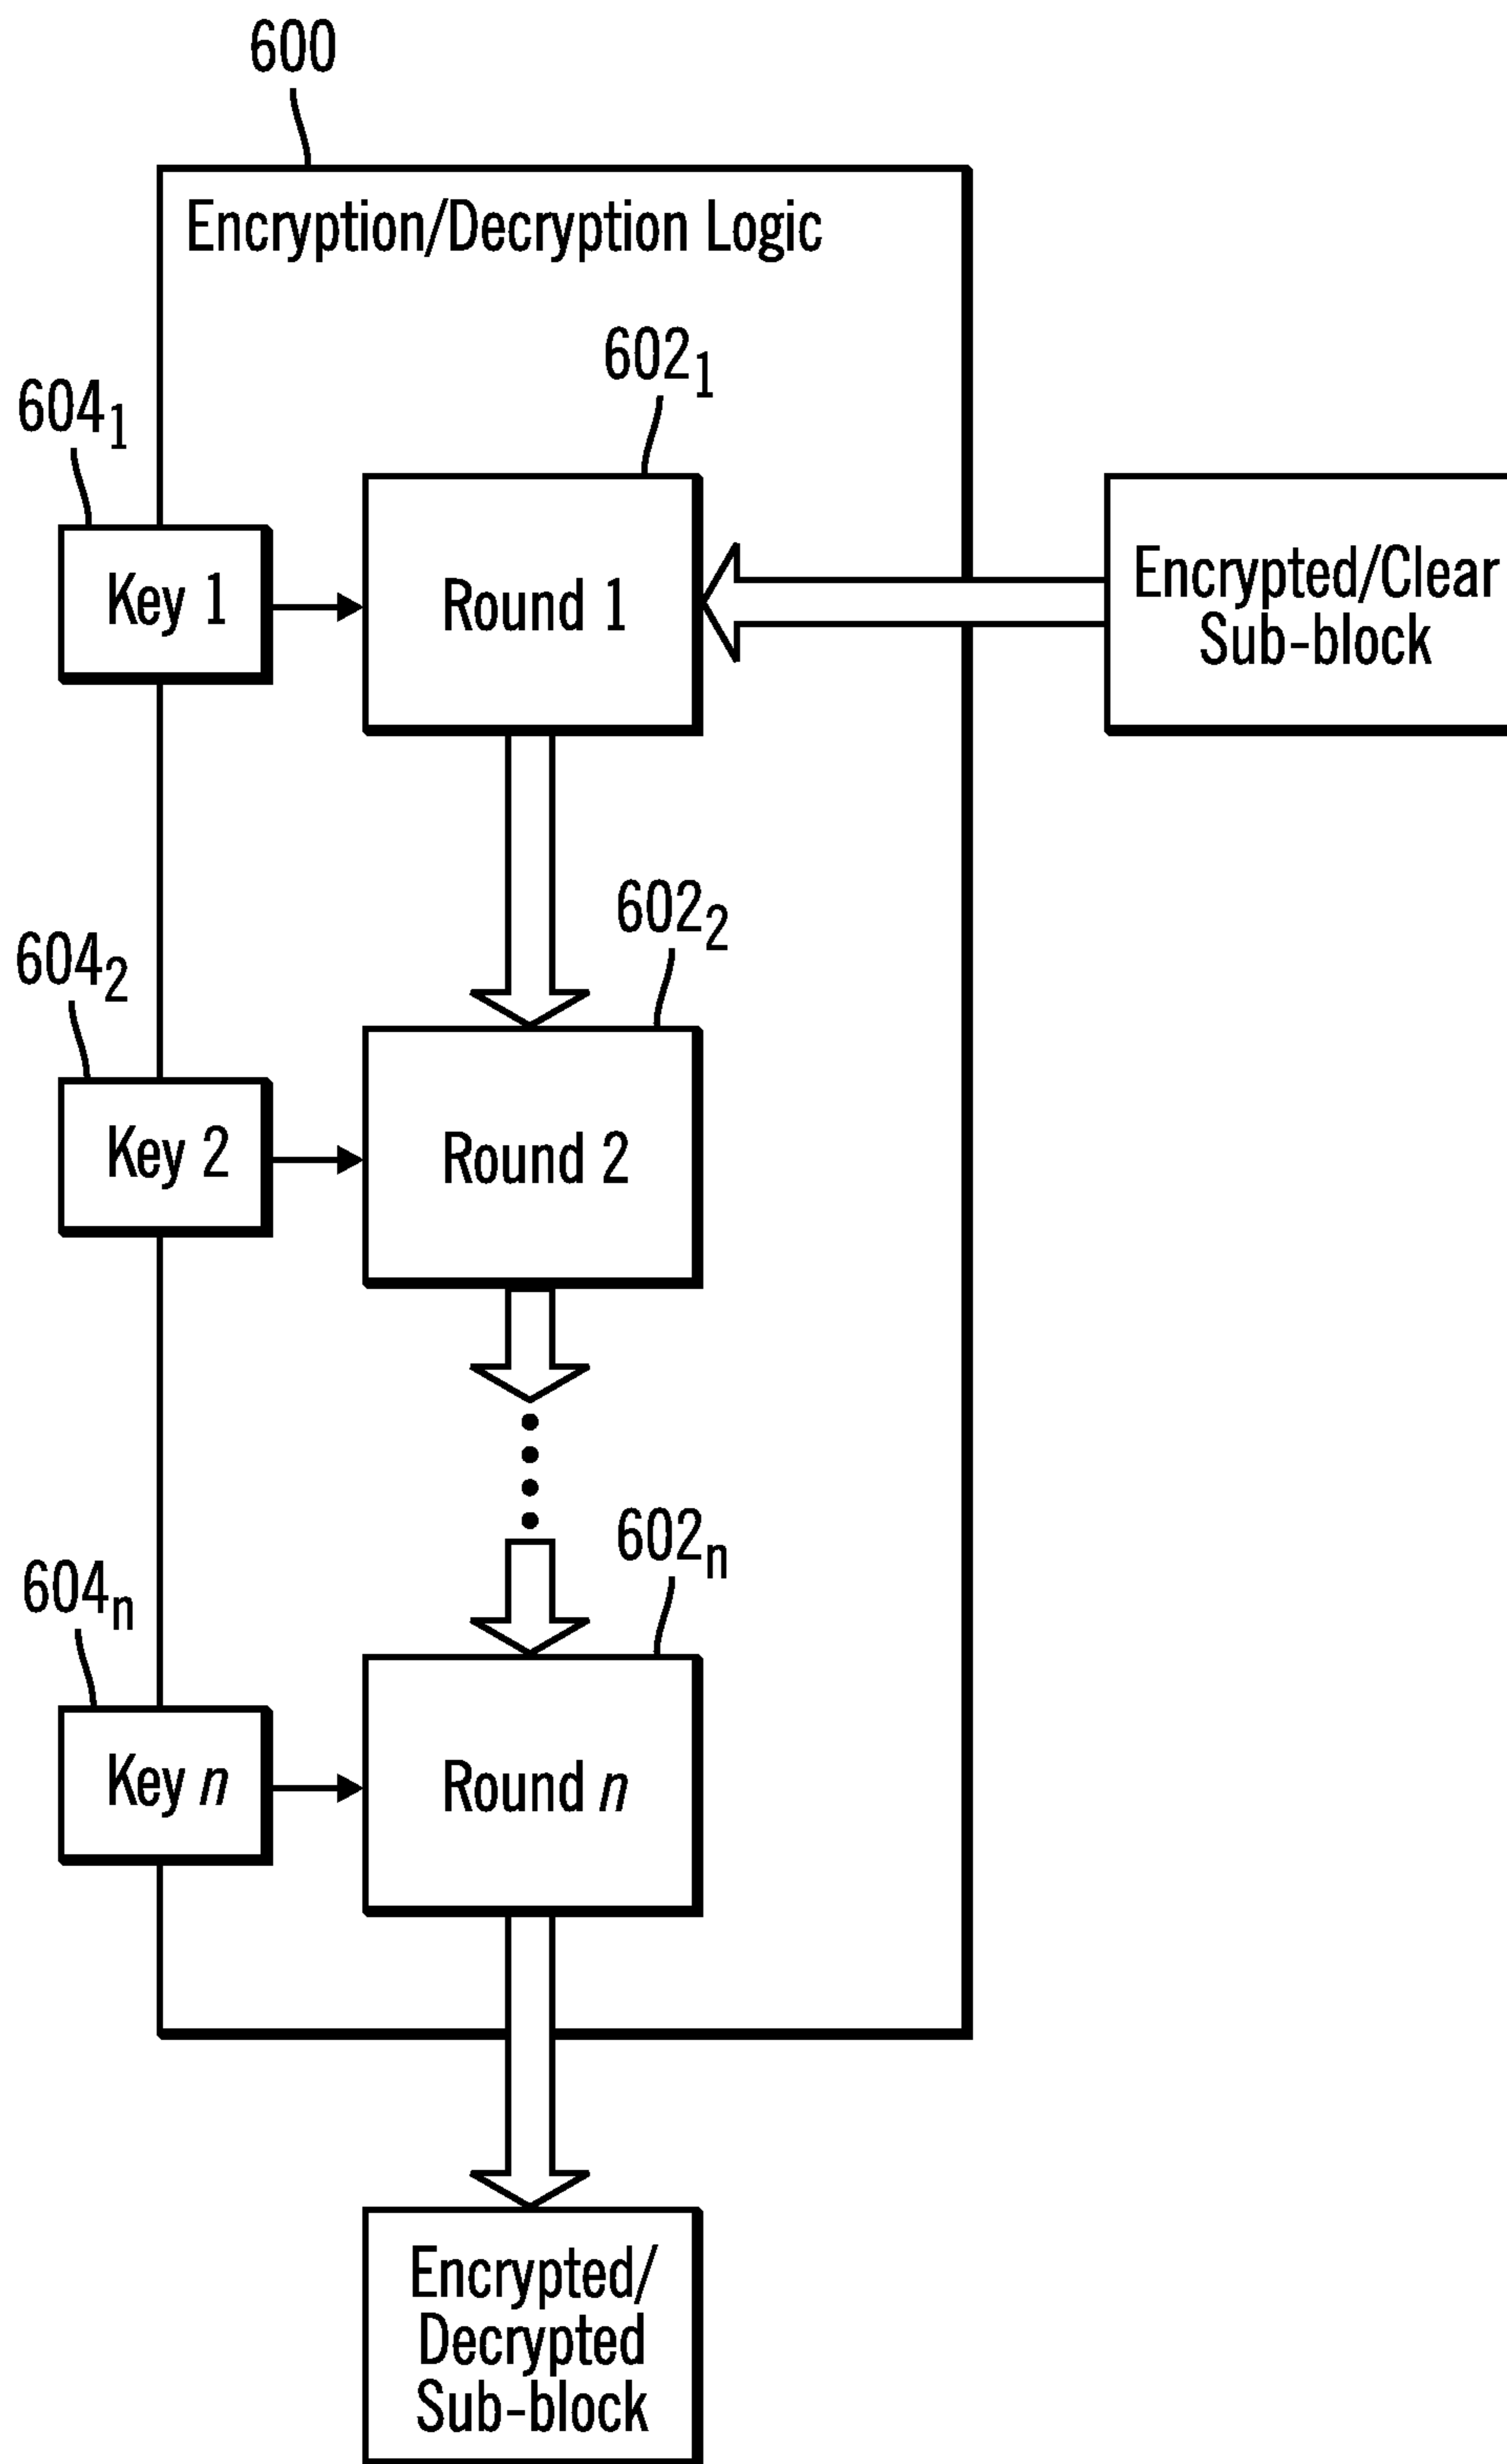 600
Encryption/Decryption Logic
602₁
604₁
Key 1
Round 1
Encrypted/Clear
Sub-block
602₂
604₂
Key 2
Round 2
602ₙ
604ₙ
Key n
Round n
Encrypted/
Decrypted
Sub-block